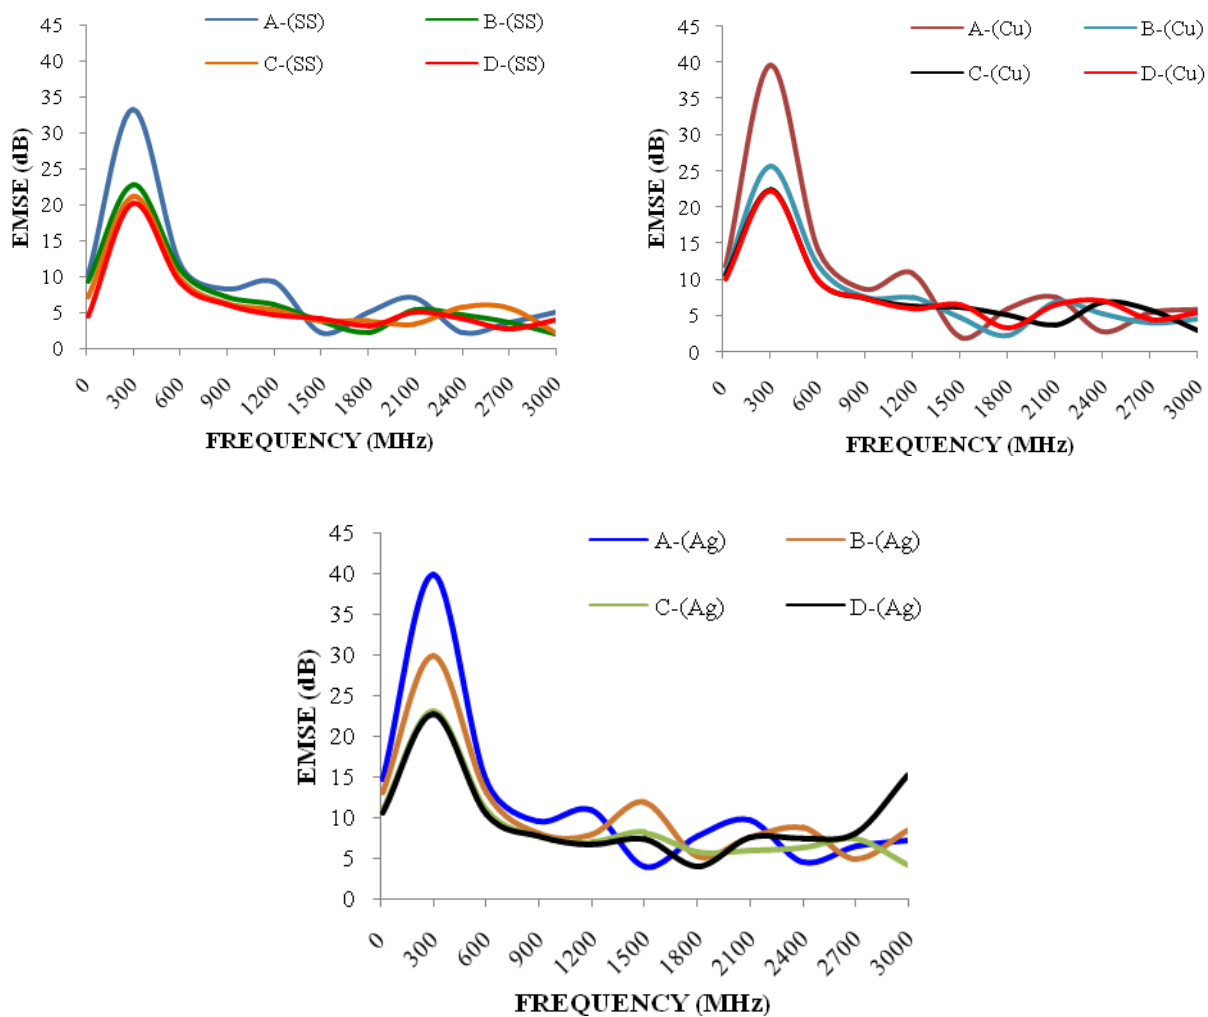 A-(SS) B-(SS)
C-(SS) D-(SS)
EMSE (dB)
45
40
35
30
25
20
15
10
5
0
0 300 600 900 1200 1500 1800 2100 2400 2700 3000
FREQUENCY (MHz)
A-(Cu) B-(Cu)
C-(Cu) D-(Cu)
EMSE (dB)
45
40
35
30
25
20
15
10
5
0
0 300 600 900 1200 1500 1800 2100 2400 2700 3000
FREQUENCY (MHz)
A-(Ag) B-(Ag)
C-(Ag) D-(Ag)
EMSE (dB)
45
40
35
30
25
20
15
10
5
0
0 300 600 900 1200 1500 1800 2100 2400 2700 3000
FREQUENCY (MHz)